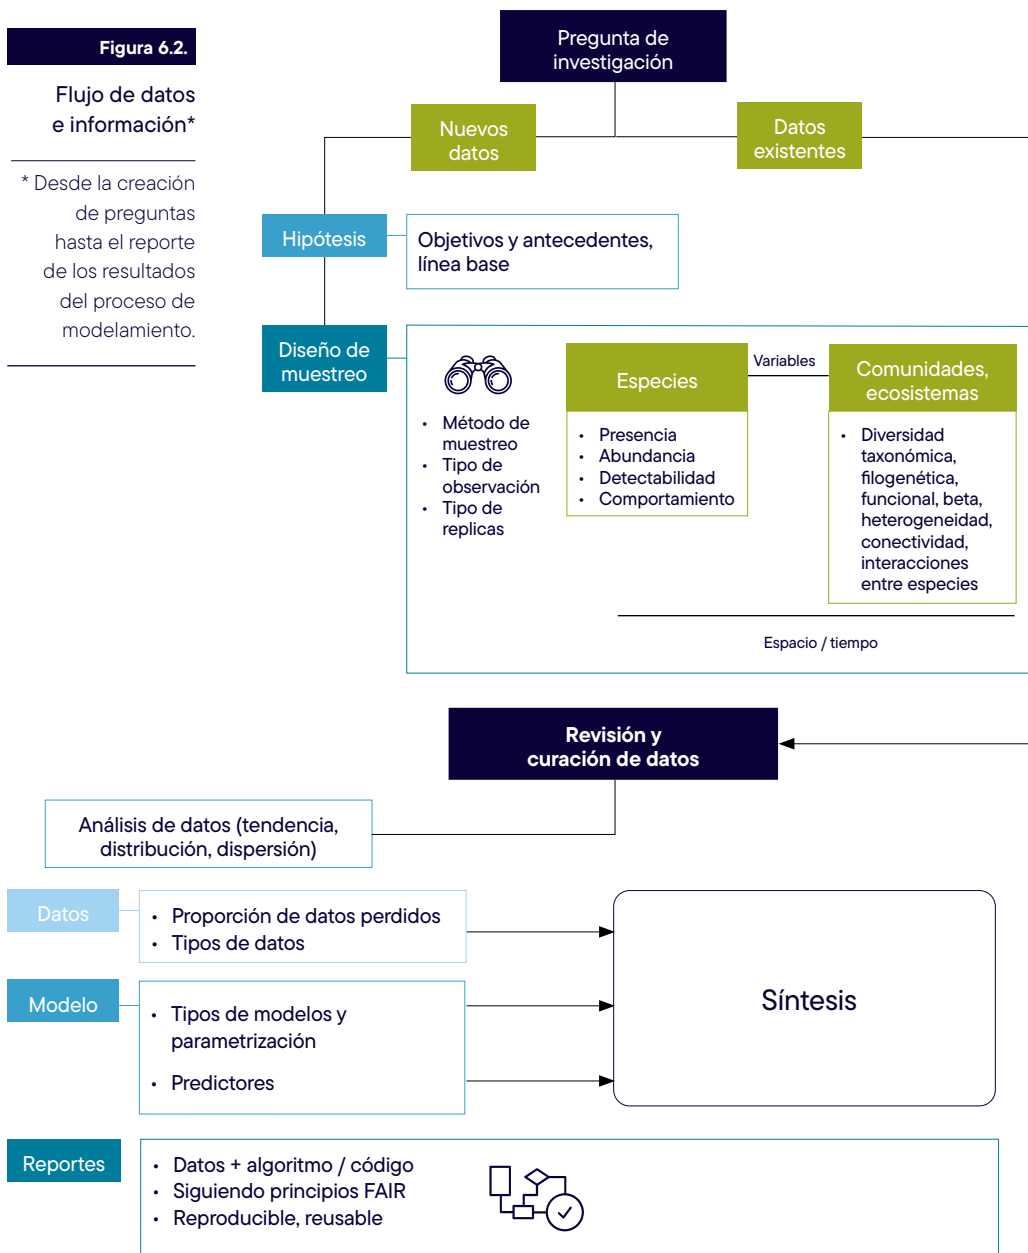 Figura 6.2.
Flujo de datos
e información*
* Desde la creación
de preguntas
hasta el reporte
de los resultados
del proceso de
modelamiento.
Pregunta de
investigación
Nuevos
datos
Datos
existentes
Hipótesis
Objetivos y antecedentes,
línea base
Diseño de
muestreo
• Método de
muestreo
• Tipo de
observación
• Tipo de
replicas
Especies
• Presencia
• Abundancia
• Detectabilidad
• Comportamiento
Variables
Comunidades,
ecosistemas
• Diversidad
taxonómica,
filogenética,
funcional, beta,
heterogeneidad,
conectividad,
interacciones
entre especies
Espacio / tiempo
Revisión y
curación de datos
Análisis de datos (tendencia,
distribución, dispersión)
Datos
• Proporción de datos perdidos
• Tipos de datos
Modelo
• Tipos de modelos y
parametrización
• Predictores
Síntesis
Reportes
• Datos + algoritmo / código
• Siguiendo principios FAIR
• Reproducible, reusable